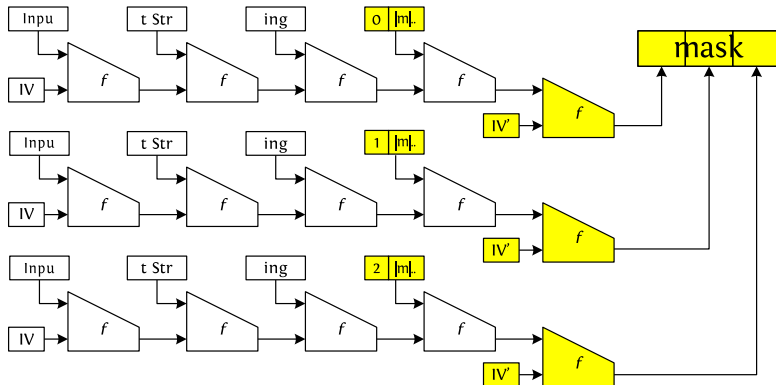 Inpu t Str ing 0 |m|..
mask
f f f f
IV
f
IV'
Inpu t Str ing 1 |m|..
f f f f
IV
f
IV'
Inpu t Str ing 2 |m|..
f f f f
IV
f
IV'